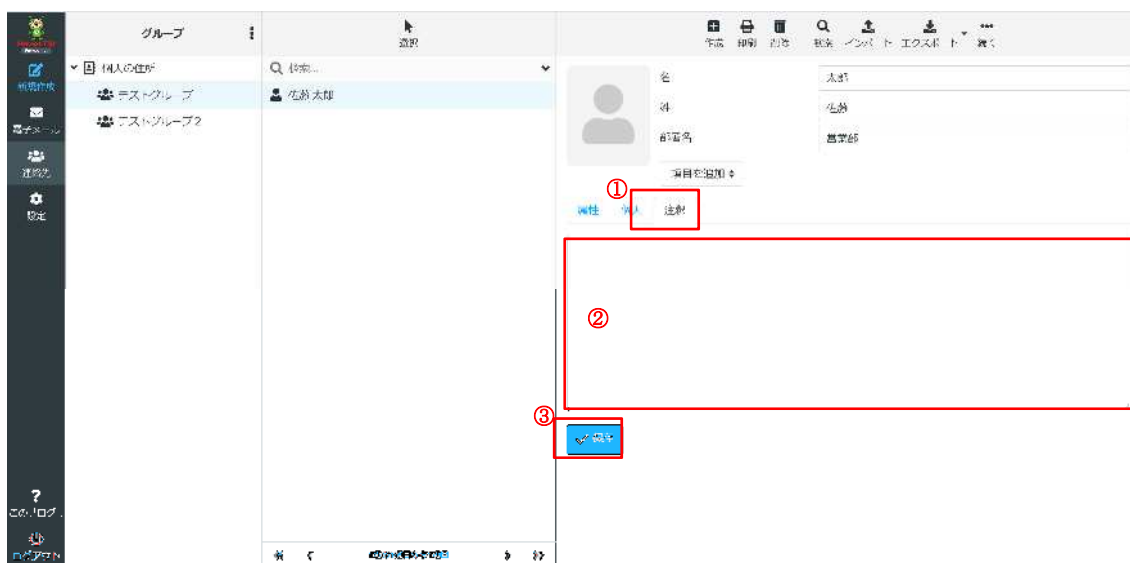 新規作成
電子メール
連絡先
設定
ログアウト
グループ
個人の住所
テストグループ
テストグループ2
選択
検索...
佐藤 太郎
作成
印刷
削除
検索
インポート
エクスポート
続く
名
太郎
姓
佐藤
部署名
営業部
項目を追加
①
属性
個人
注釈
②
③
保存